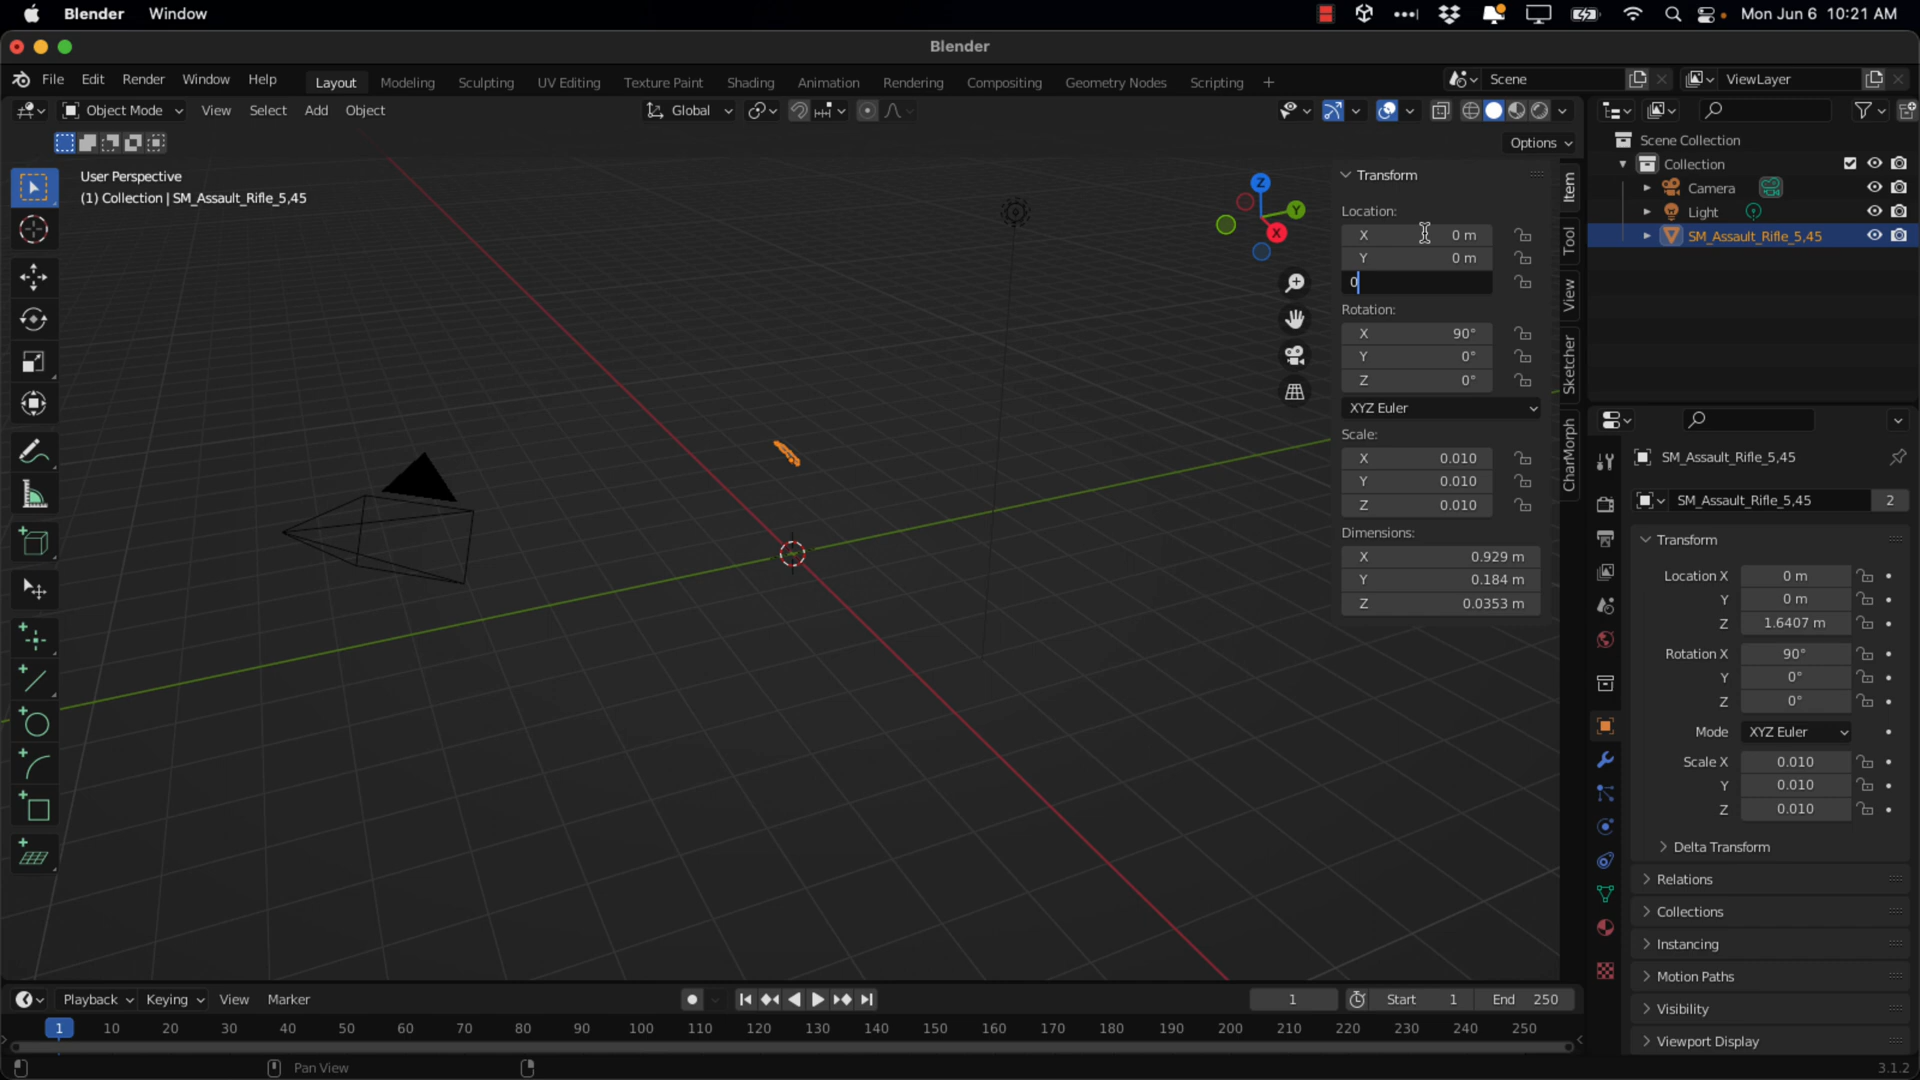 Blender Window Mon Jun 6 10:21 AM
Blender
File Edit Render Window Help Layout Modeling Sculpting UV Editing Texture Paint Shading Animation Rendering Compositing Geometry Nodes Scripting + Scene ViewLayer
Object Mode View Select Add Object Global
Options
User Perspective
(1) Collection | SM_Assault_Rifle_5,45
Z
Y
X
Transform
Location:
X 0 m
Y 0 m
0
Rotation:
X 90°
Y 0°
Z 0°
XYZ Euler
Scale:
X 0.010
Y 0.010
Z 0.010
Dimensions:
X 0.929 m
Y 0.184 m
Z 0.0353 m
Item
Tool
View
Sketcher
CharMorph
Scene Collection
Collection
Camera
Light
SM_Assault_Rifle_5,45
SM_Assault_Rifle_5,45
SM_Assault_Rifle_5,45 2
Transform
Location X 0 m
Y 0 m
Z 1.6407 m
Rotation X 90°
Y 0°
Z 0°
Mode XYZ Euler
Scale X 0.010
Y 0.010
Z 0.010
Delta Transform
Relations
Collections
Instancing
Motion Paths
Visibility
Viewport Display
Playback Keying View Marker 1 Start 1 End 250
1 10 20 30 40 50 60 70 80 90 100 110 120 130 140 150 160 170 180 190 200 210 220 230 240 250
Pan View 3.1.2